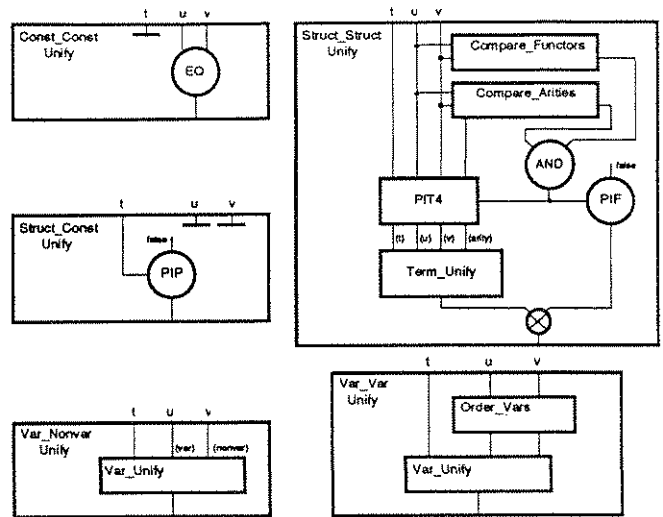 t u v
Const_Const
Unify
EQ
t u v
Struct_Struct
Unify
Compare_Functors
Compare_Arities
AND
false
PIT4
PIF
(t) (u) (v) (arity)
Term_Unify
t u v
Struct_Const
Unify
false
PIP
t u v
Var_Nonvar
Unify
(var) (nonvar)
Var_Unify
t u v
Var_Var
Unify
Order_Vars
Var_Unify